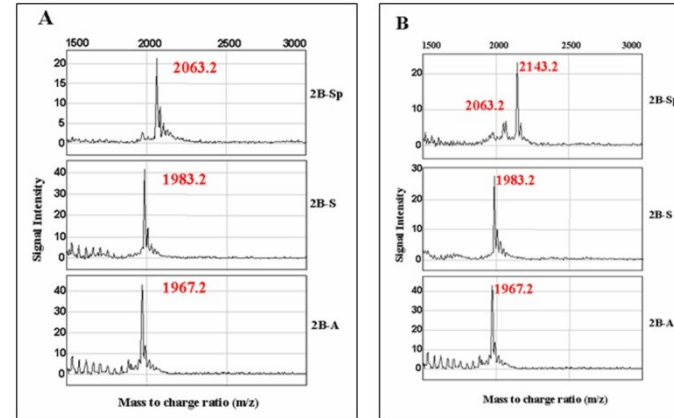 A
1500 2000 2500 3000
20
15
10
5
0
2063.2
2B-Sp
40
30
20
10
0
1983.2
2B-S
40
30
20
10
0
1967.2
2B-A
Signal Intensity
Mass to charge ratio (m/z)
B
1500 2000 2500 3000
20
10
0
2143.2
2063.2
2B-Sp
30
20
10
0
1983.2
2B-S
40
30
20
10
0
1967.2
2B-A
Signal Intensity
Mass to charge ratio (m/z)